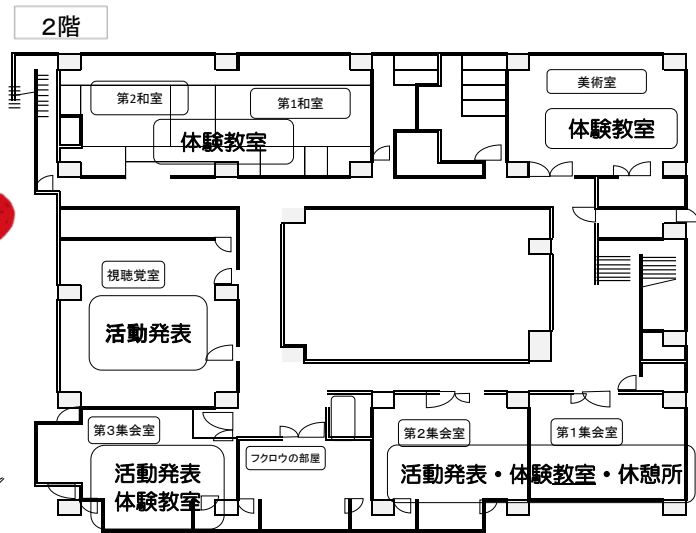 2階
第2和室
第1和室
体験教室
美術室
体験教室
視聴覚室
活動発表
第3集会室
活動発表
体験教室
フクロウの部屋
第2集会室
第1集会室
活動発表・体験教室・休憩所